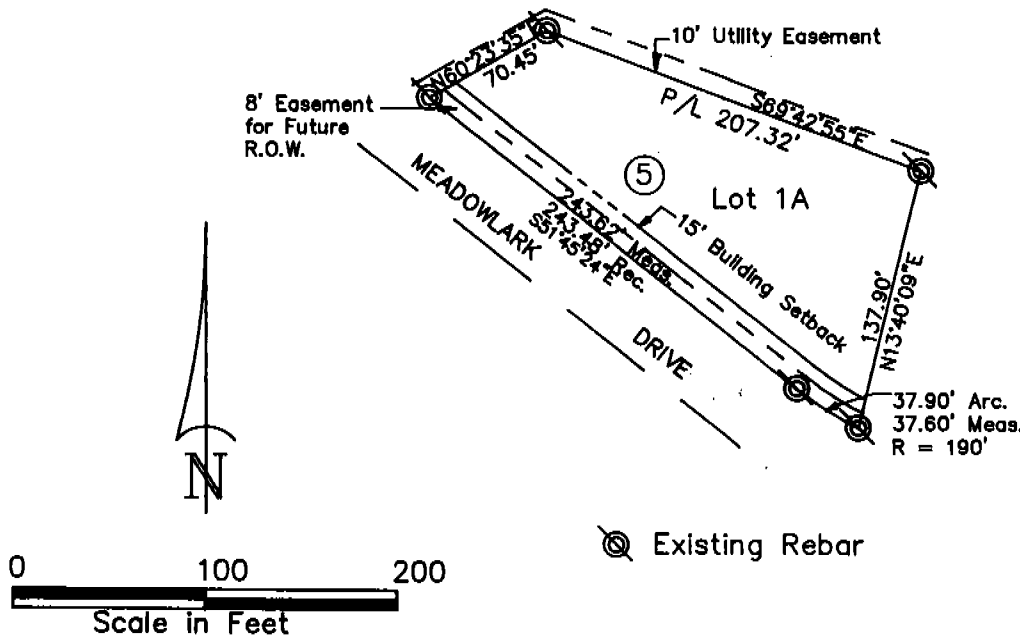 N60°23'35"E
70.45'
10' Utility Easement
S69°42'55"E
P/L 207.32'
8' Easement
for Future
R.O.W.
5
Lot 1A
MEADOWLARK
DRIVE
243.62' Meas.
243.48' Rec.
S51°45'24"E
15' Building Setback
137.90'
N13°40'09"E
37.90' Arc.
37.60' Meas.
R = 190'
N
Existing Rebar
0 100 200
Scale in Feet